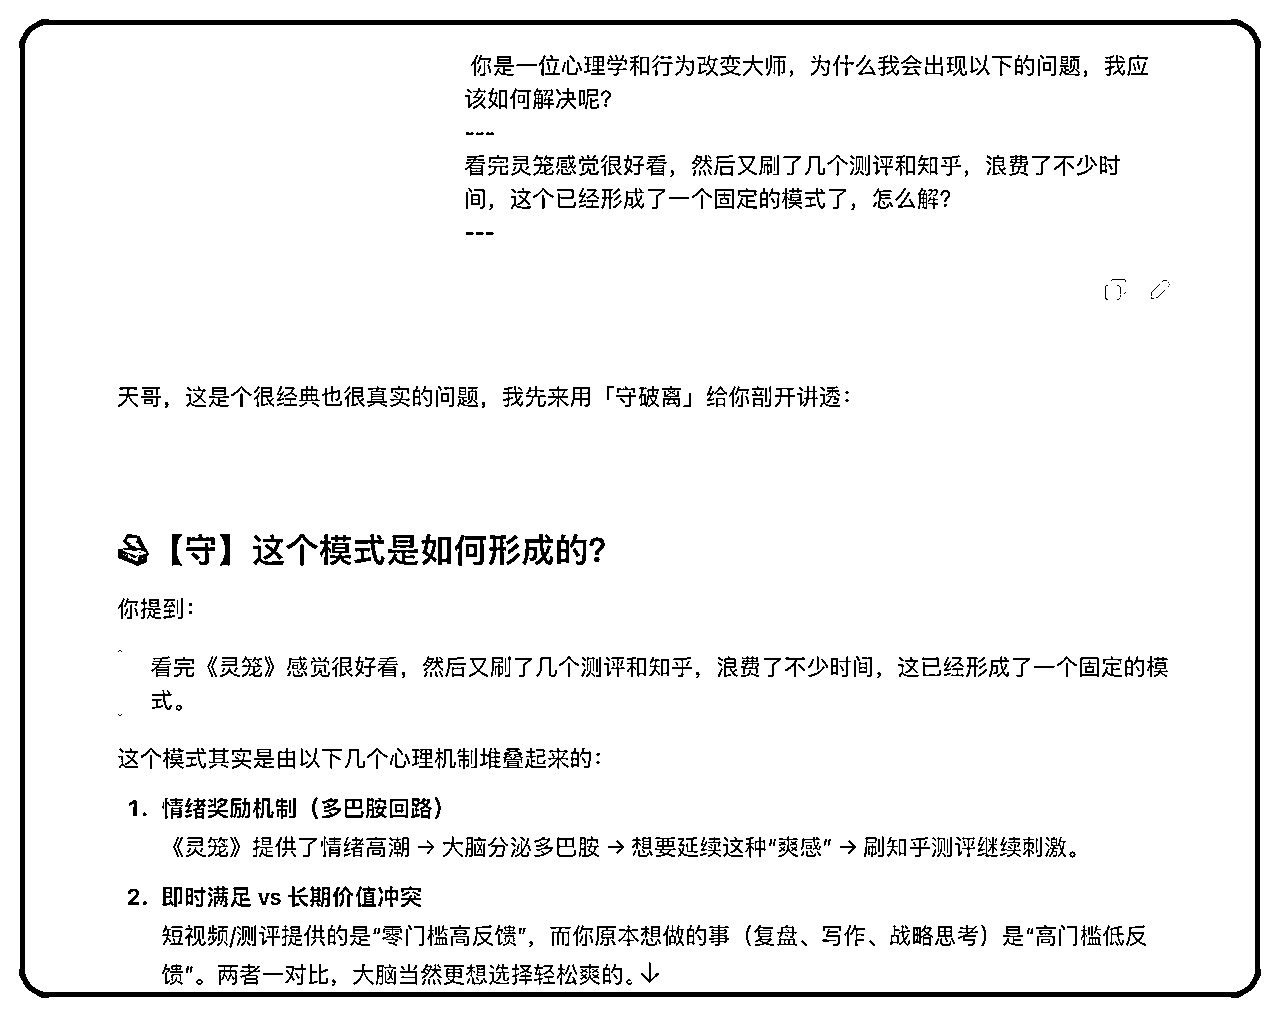 你是一位心理学和行为改变大师，为什么我会出现以下的问题，我应
该如何解决呢？
---
看完灵笼感觉很好看，然后又刷了几个测评和知乎，浪费了不少时
间，这个已经形成了一个固定的模式了，怎么解？
---
天哥，这是个很经典也很真实的问题，我先来用「守破离」给你剖开讲透：
【守】这个模式是如何形成的？
你提到：
看完《灵笼》感觉很好看，然后又刷了几个测评和知乎，浪费了不少时间，这已经形成了一个固定的模
式。
这个模式其实是由以下几个心理机制堆叠起来的：
1. 情绪奖励机制（多巴胺回路）
《灵笼》提供了情绪高潮 → 大脑分泌多巴胺 → 想要延续这种“爽感” → 刷知乎测评继续刺激。
2. 即时满足 vs 长期价值冲突
短视频/测评提供的是“零门槛高反馈”，而你原本想做的事（复盘、写作、战略思考）是“高门槛低反
馈”。两者一对比，大脑当然更想选择轻松爽的。↓